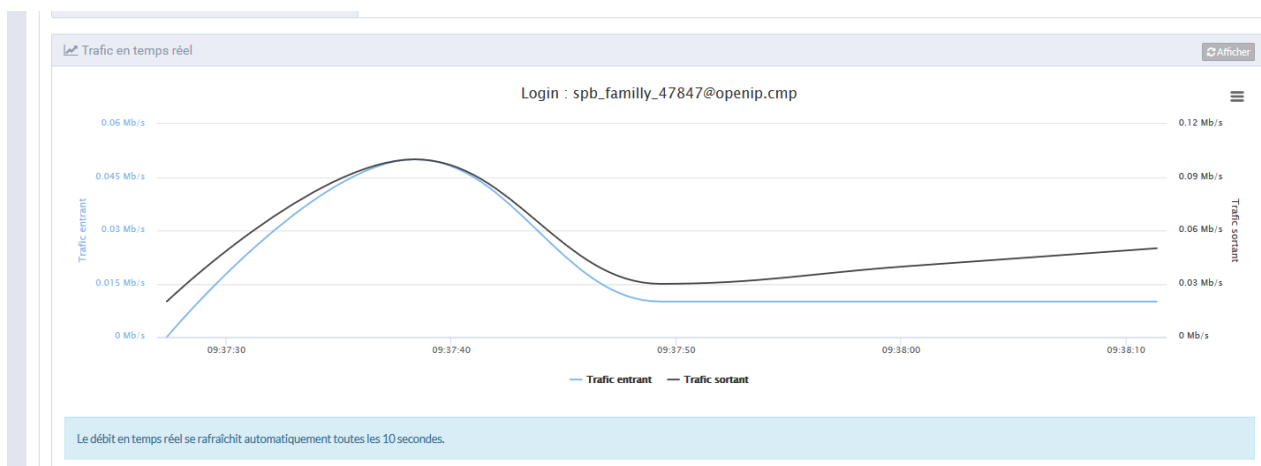 Trafic en temps réel
Afficher
Login : spb_familly_47847@openip.cmp
0.06 Mb/s
0.12 Mb/s
0.045 Mb/s
0.09 Mb/s
0.03 Mb/s
0.06 Mb/s
0.015 Mb/s
0.03 Mb/s
0 Mb/s
0 Mb/s
Trafic entrant
Trafic sortant
09:37:30
09:37:40
09:37:50
09:38:00
09:38:10
Trafic entrant
Trafic sortant
Le débit en temps réel se rafraîchit automatiquement toutes les 10 secondes.